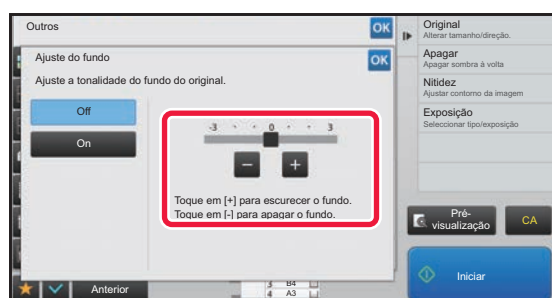 Outros
OK
Ajuste do fundo
OK
Ajuste a tonalidade do fundo do original.
Off
On
-3 0 3
- +
Toque em [+] para escurecer o fundo.
Toque em [-] para apagar o fundo.
Anterior
3 B4
4 A3
Original
Alterar tamanho/direção.
Apagar
Apagar sombra à volta
Nitidez
Ajustar contorno da imagem
Exposição
Seleccionar tipo/exposição
Pré-
visualização
CA
Iniciar